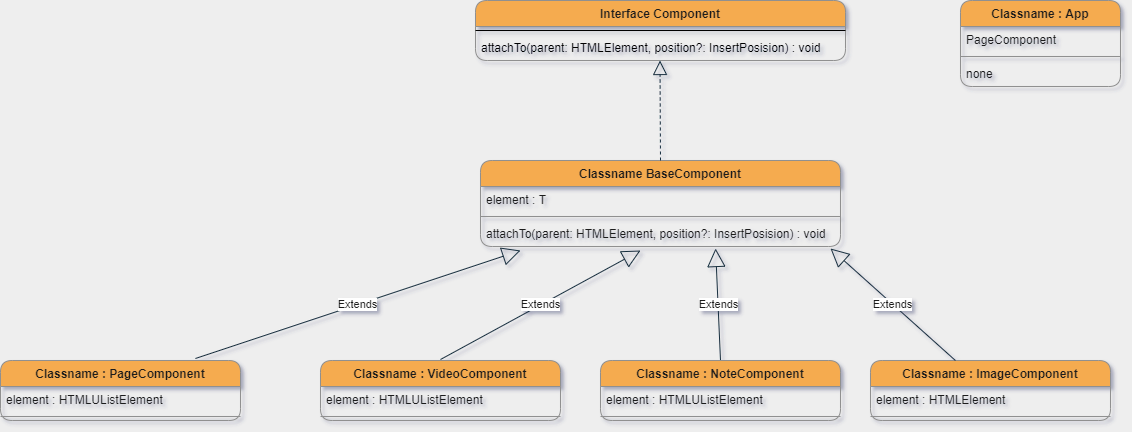 Interface Component
attachTo(parent: HTMLElement, position?: InsertPosision) : void
Classname : App
PageComponent
none
Classname BaseComponent
element : T
attachTo(parent: HTMLElement, position?: InsertPosision) : void
Extends
Extends
Extends
Extends
Classname : PageComponent
element : HTMLUListElement
Classname : VideoComponent
element : HTMLUListElement
Classname : NoteComponent
element : HTMLUListElement
Classname : ImageComponent
element : HTMLElement